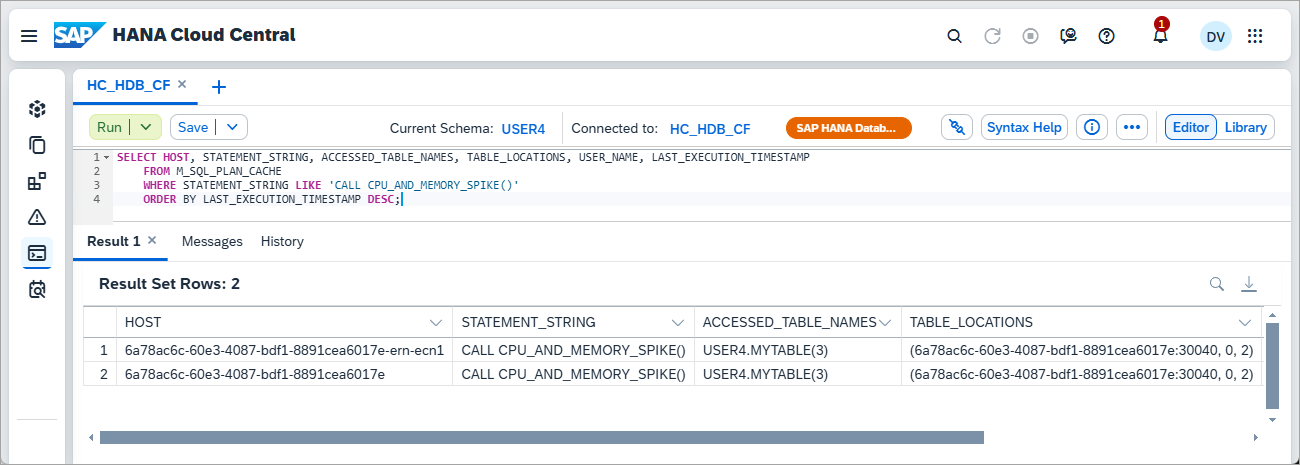 SAP HANA Cloud Central
1
DV
HC_HDB_CF
Run Save Current Schema: USER4 Connected to: HC_HDB_CF SAP HANA Datab... Syntax Help Editor Library
1 SELECT HOST, STATEMENT_STRING, ACCESSED_TABLE_NAMES, TABLE_LOCATIONS, USER_NAME, LAST_EXECUTION_TIMESTAMP
2 FROM M_SQL_PLAN_CACHE
3 WHERE STATEMENT_STRING LIKE 'CALL CPU_AND_MEMORY_SPIKE()'
4 ORDER BY LAST_EXECUTION_TIMESTAMP DESC;
Result 1 Messages History
Result Set Rows: 2
HOST STATEMENT_STRING ACCESSED_TABLE_NAMES TABLE_LOCATIONS
1 6a78ac6c-60e3-4087-bdf1-8891cea6017e-ern-ecn1 CALL CPU_AND_MEMORY_SPIKE() USER4.MYTABLE(3) (6a78ac6c-60e3-4087-bdf1-8891cea6017e:30040, 0, 2)
2 6a78ac6c-60e3-4087-bdf1-8891cea6017e CALL CPU_AND_MEMORY_SPIKE() USER4.MYTABLE(3) (6a78ac6c-60e3-4087-bdf1-8891cea6017e:30040, 0, 2)